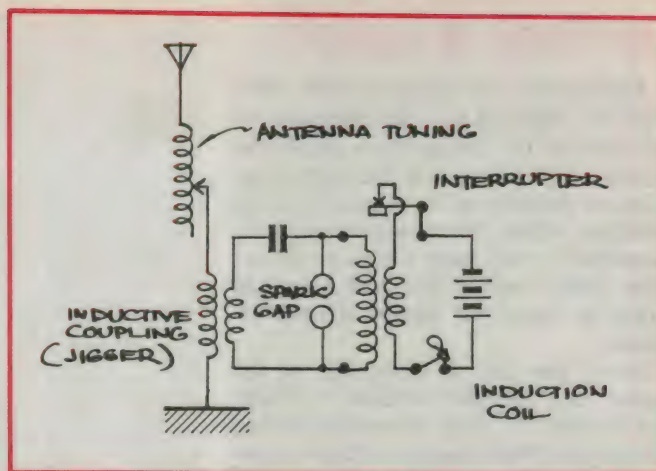 ANTENNA TUNING
INTERRUPTER
SPARK
GAP
INDUCTIVE
COUPLING
(JIGGER)
INDUCTION
COIL